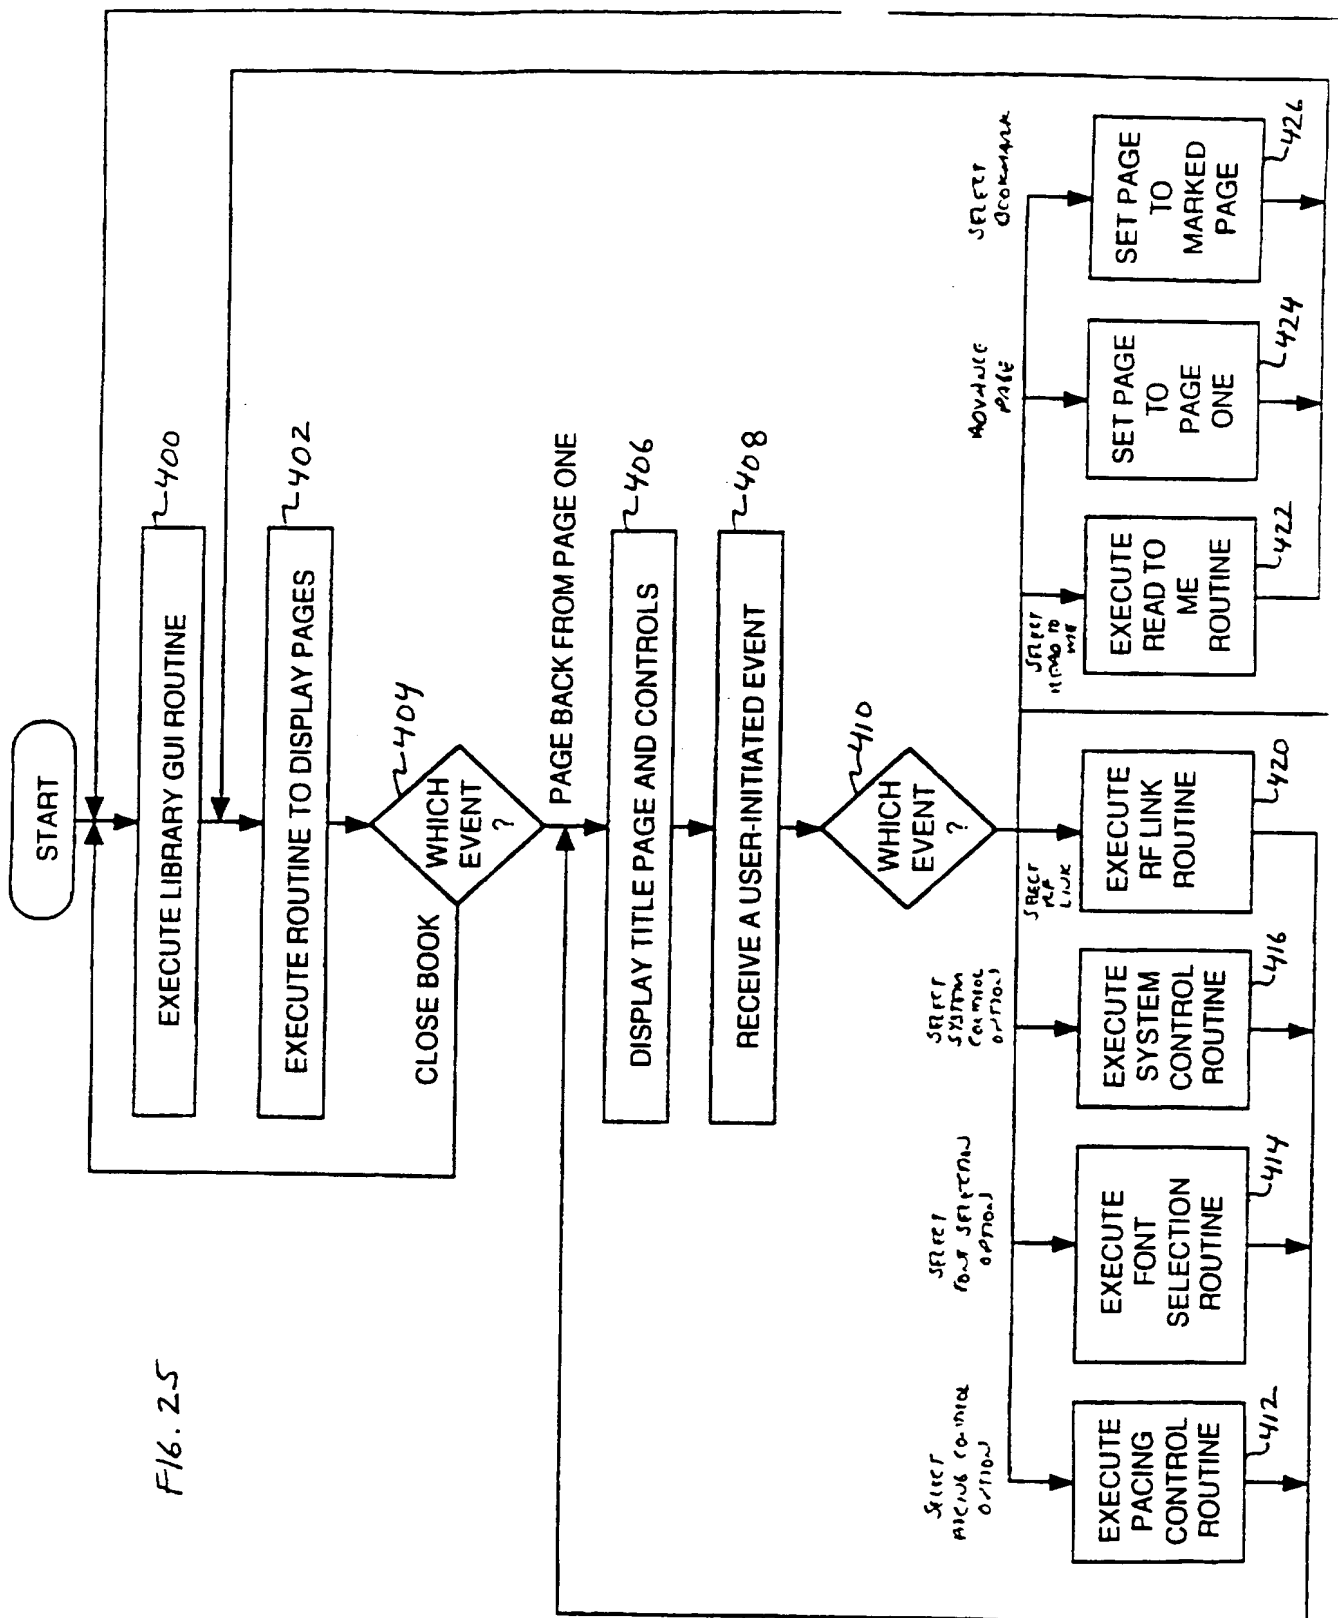 START
EXECUTE LIBRARY GUI ROUTINE
400
EXECUTE ROUTINE TO DISPLAY PAGES
402
WHICH
EVENT
?
404
CLOSE BOOK
PAGE BACK FROM PAGE ONE
DISPLAY TITLE PAGE AND CONTROLS
406
RECEIVE A USER-INITIATED EVENT
408
WHICH
EVENT
?
410
SELECT
PACING CONTROL
OPTION
EXECUTE
PACING
CONTROL
ROUTINE
412
SELECT
FONT SELECTION
OPTION
EXECUTE
FONT
SELECTION
ROUTINE
414
SELECT
SYSTEM
CONTROL
OPTION
EXECUTE
SYSTEM
CONTROL
ROUTINE
416
SELECT
RF
LINK
EXECUTE
RF LINK
ROUTINE
420
SELECT
READ TO
ME
EXECUTE
READ TO
ME
ROUTINE
422
ADVANCE
PAGE
SET PAGE
TO
PAGE
ONE
424
SELECT
BOOKMARK
SET PAGE
TO
MARKED
PAGE
426
FIG. 25